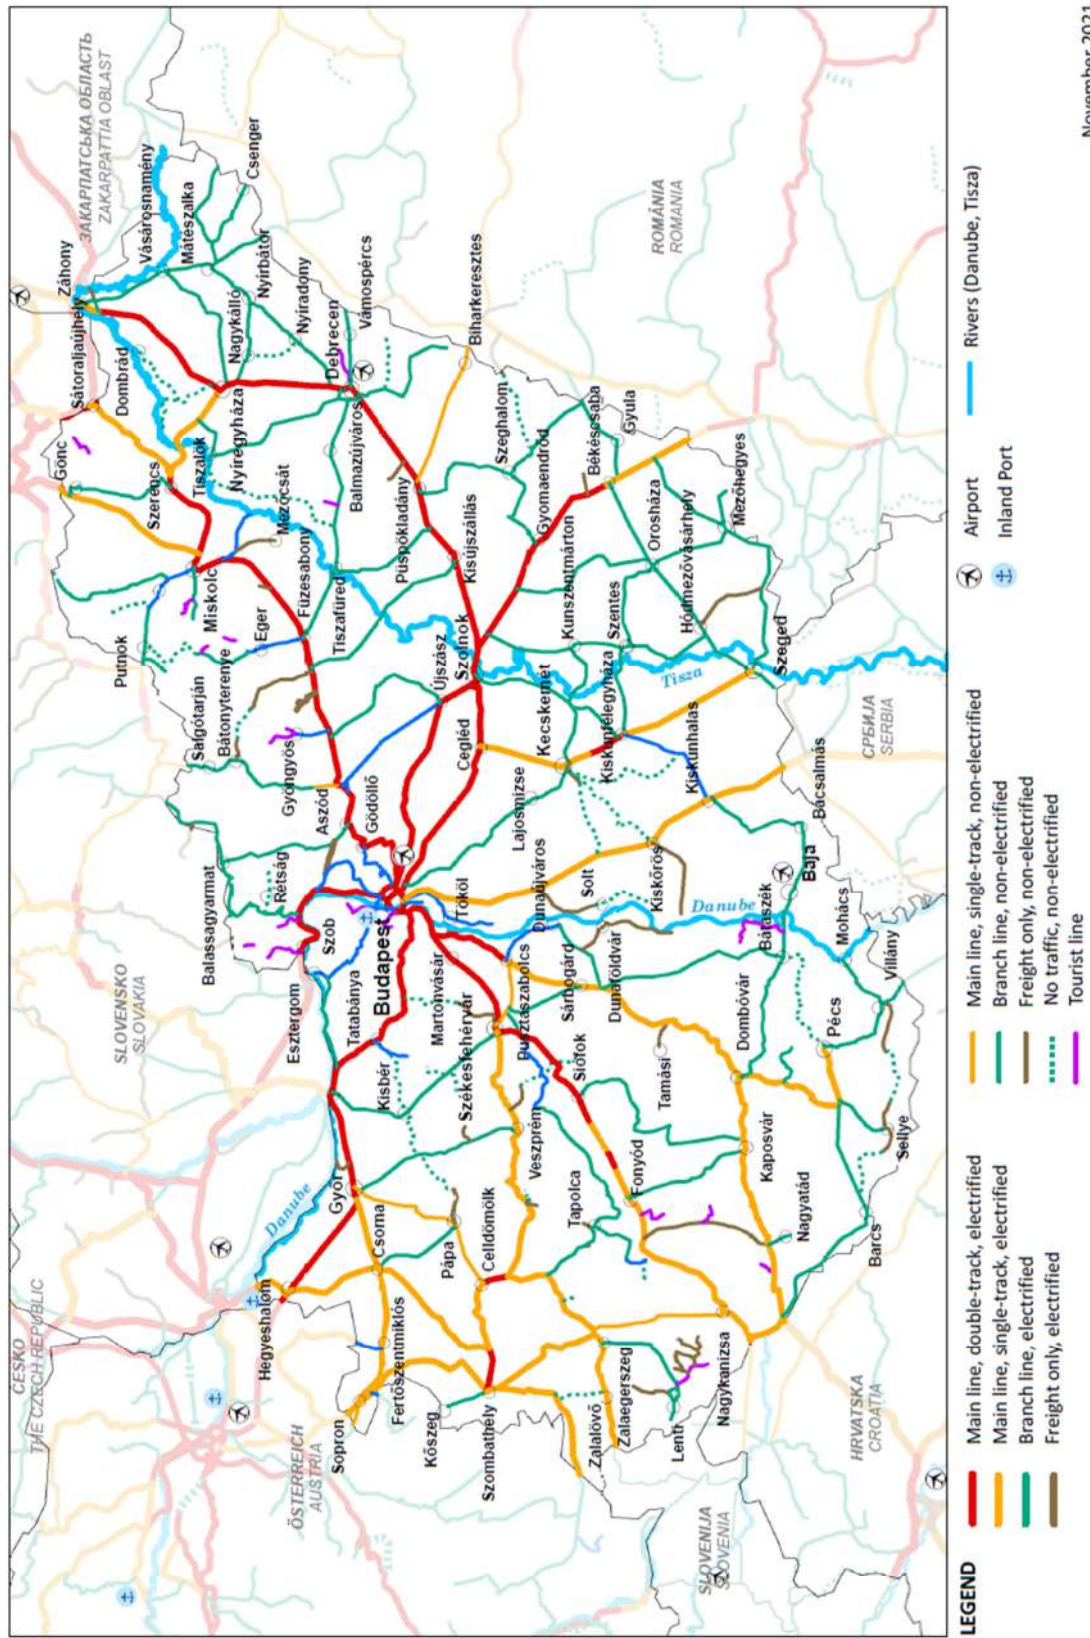 ČESKO
THE CZECH REPUBLIC
SLOVENSKO
SLOVAKIA
ЗАКАРПАТСЬКА ОБЛАСТЬ
ZAKARPATTIA OBLAST
ÖSTERREICH
AUSTRIA
ROMÂNIA
ROMANIA
SLOVENIJA
SLOVENIA
HRVATSKA
CROATIA
СРБИЈА
SERBIA
Hegyeshalom
Sopron
Fertőszentmiklós
Kőszeg
Szombathely
Zalalövő
Zalaegerszeg
Lenti
Nagykanizsa
Danube
Győr
Csorna
Pápa
Celldömölk
Veszprém
Tapolca
Fonyód
Nagyatád
Barcs
Kaposvár
Sellye
Esztergom
Tatabánya
Kisbér
Székesfehérvár
Martonvásár
Pusztaszabolcs
Siófok
Sárbogárd
Tamási
Dunaföldvár
Dombóvár
Pécs
Villány
Mohács
Bátaszék
Baja
Danube
Balassagyarmat
Rétság
Szob
Budapest
Tököl
Dunaújváros
Solt
Kiskőrös
Kiskunhalas
Bácsalmás
Salgótarján
Bátonyterenye
Gyöngyös
Aszód
Gödöllő
Lajosmizse
Cegléd
Kecskemét
Kiskunfélegyháza
Putnok
Miskolc
Eger
Füzesabony
Tiszafüred
Újszász
Szolnok
Tisza
Szeged
Kunszentmárton
Szentes
Hódmezővásárhely
Orosháza
Mezőhegyes
Gönc
Szerencs
Tiszalök
Mezőcsát
Nyíregyháza
Balmazújváros
Püspökladány
Kisújszállás
Gyomaendrőd
Szeghalom
Békéscsaba
Gyula
Sátoraljaújhely
Záhony
Dombrád
Vásárosnamény
Mátészalka
Csenger
Nagykálló
Nyírbátor
Nyíradony
Debrecen
Vámospércs
Biharkeresztes
LEGEND
Main line, double-track, electrified
Main line, single-track, electrified
Branch line, electrified
Freight only, electrified
Main line, single-track, non-electrified
Branch line, non-electrified
Freight only, non-electrified
No traffic, non-electrified
Tourist line
Airport
Inland Port
Rivers (Danube, Tisza)
November 2021